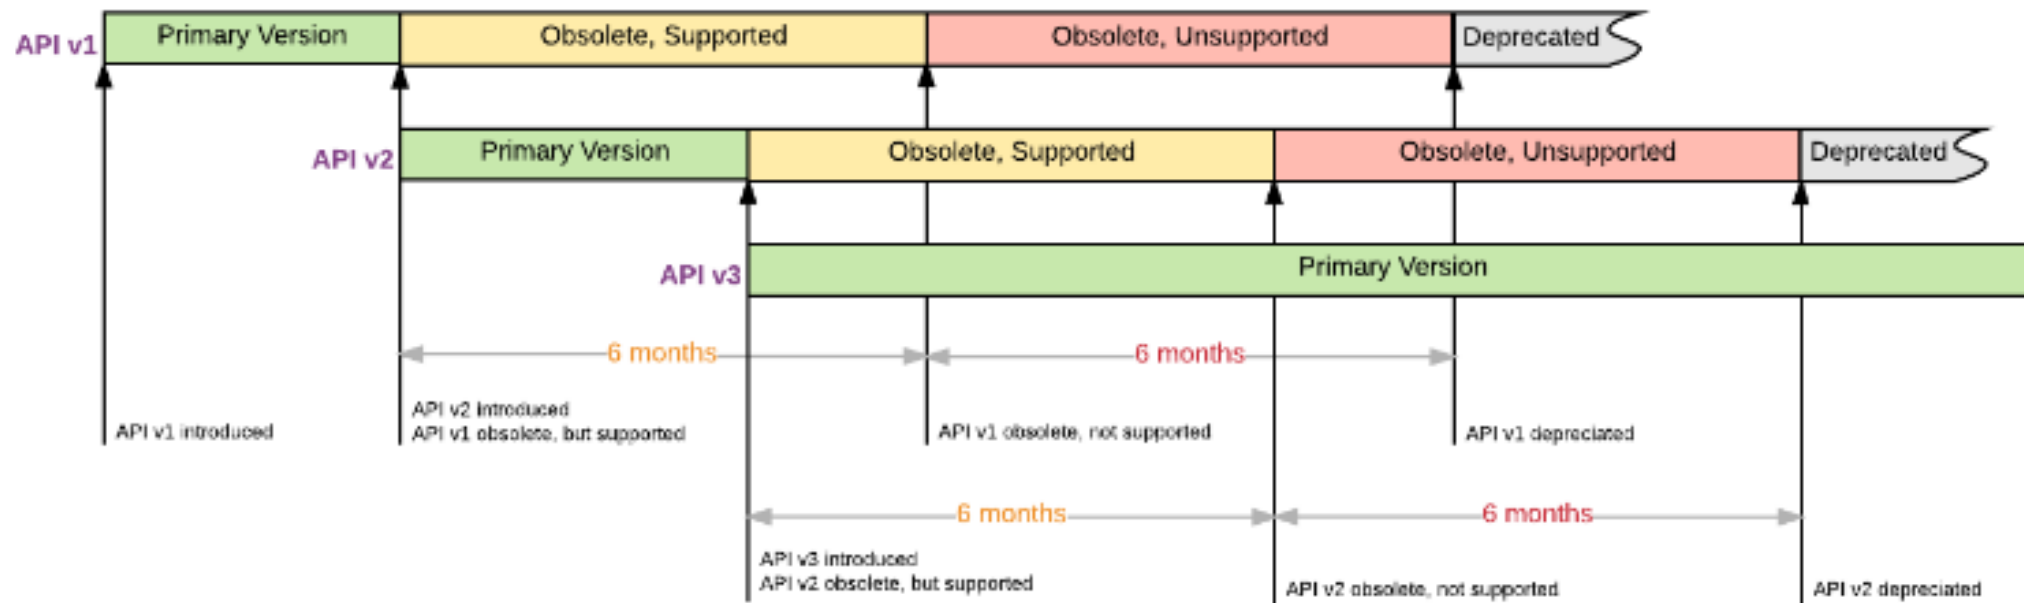 API v1
Primary Version
Obsolete, Supported
Obsolete, Unsupported
Deprecated
API v2
Primary Version
Obsolete, Supported
Obsolete, Unsupported
Deprecated
API v3
Primary Version
6 months
6 months
API v1 introduced
API v2 introduced
API v1 obsolete, but supported
API v1 obsolete, not supported
API v1 depreciated
6 months
6 months
API v3 introduced
API v2 obsolete, but supported
API v2 obsolete, not supported
API v2 depreciated